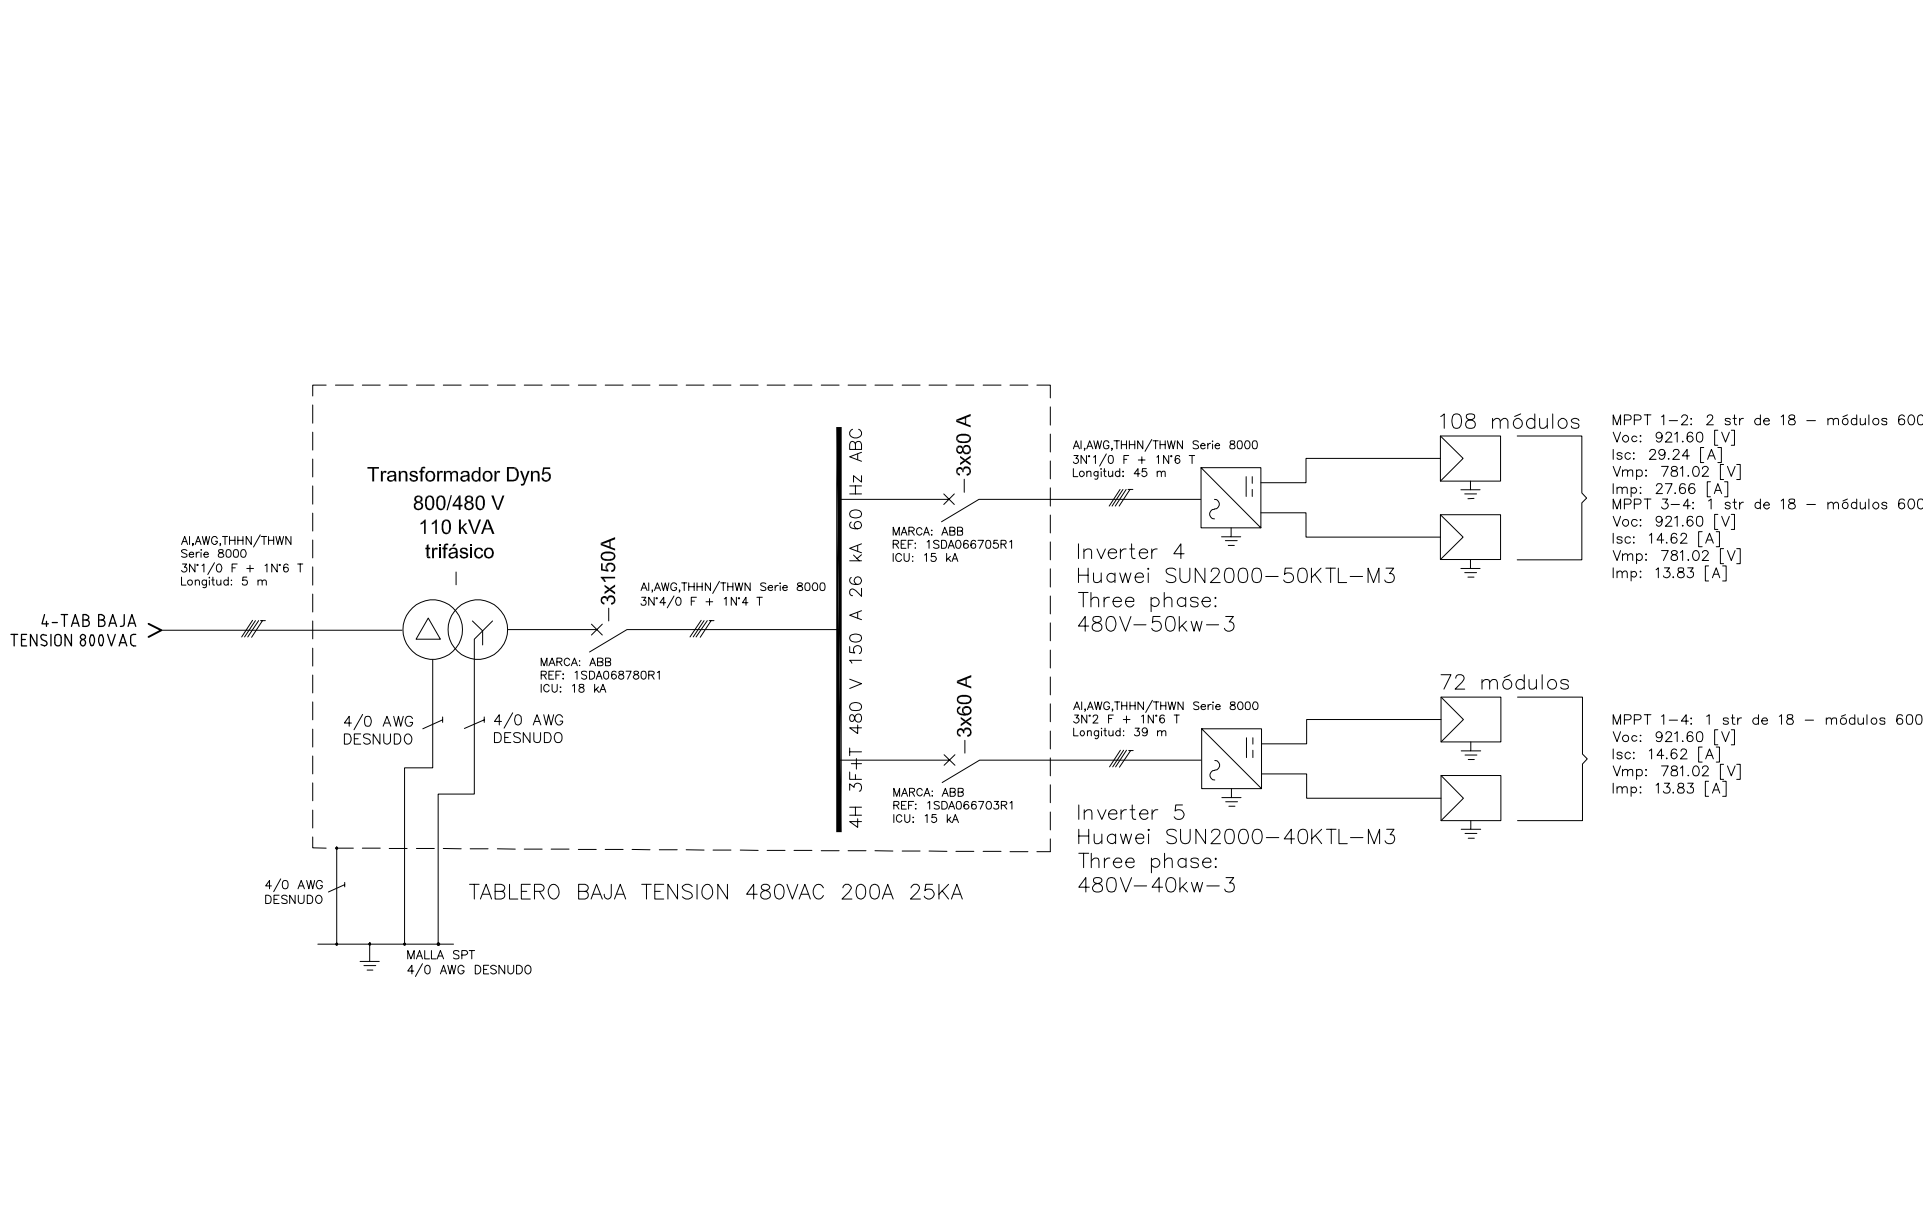 4-TAB BAJA
TENSION 800VAC
Al,AWG,THHN/THWN
Serie 8000
3N°1/0 F + 1N°6 T
Longitud: 5 m
Transformador Dyn5
800/480 V
110 kVA
trifásico
3x150A
MARCA: ABB
REF: 1SDA068780R1
ICU: 18 kA
Al,AWG,THHN/THWN Serie 8000
3N°4/0 F + 1N°4 T
4/0 AWG
DESNUDO
4/0 AWG
DESNUDO
4/0 AWG
DESNUDO
MALLA SPT
4/0 AWG DESNUDO
TABLERO BAJA TENSION 480VAC 200A 25KA
4H 3F+T 480 V 150 A 26 kA 60 Hz ABC
3x80 A
MARCA: ABB
REF: 1SDA066705R1
ICU: 15 kA
Al,AWG,THHN/THWN Serie 8000
3N°1/0 F + 1N°6 T
Longitud: 45 m
Inverter 4
Huawei SUN2000-50KTL-M3
Three phase:
480V-50kw-3
108 módulos
MPPT 1-2: 2 str de 18 - módulos 600
Voc: 921.60 [V]
Isc: 29.24 [A]
Vmp: 781.02 [V]
Imp: 27.66 [A]
MPPT 3-4: 1 str de 18 - módulos 600
Voc: 921.60 [V]
Isc: 14.62 [A]
Vmp: 781.02 [V]
Imp: 13.83 [A]
3x60 A
MARCA: ABB
REF: 1SDA066703R1
ICU: 15 kA
Al,AWG,THHN/THWN Serie 8000
3N°2 F + 1N°6 T
Longitud: 39 m
Inverter 5
Huawei SUN2000-40KTL-M3
Three phase:
480V-40kw-3
72 módulos
MPPT 1-4: 1 str de 18 - módulos 600
Voc: 921.60 [V]
Isc: 14.62 [A]
Vmp: 781.02 [V]
Imp: 13.83 [A]